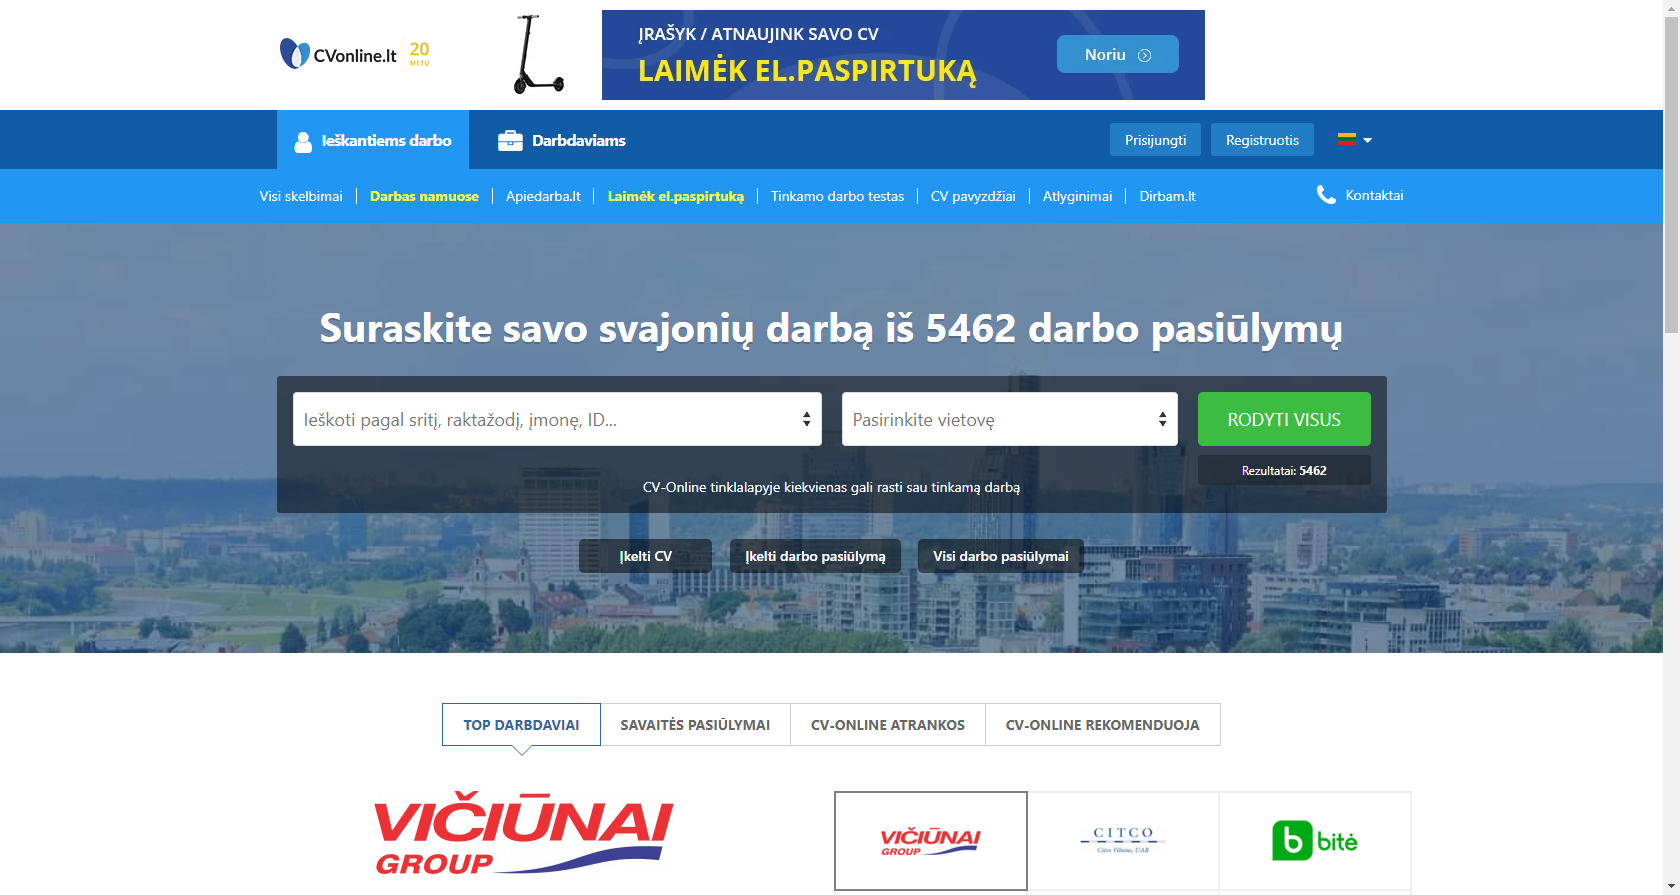 CVonline.lt
20
METŲ
ĮRAŠYK / ATNAUJINK SAVO CV
LAIMĖK EL.PASPIRTUKĄ
Noriu
Ieškantiems darbo
Darbdaviams
Prisijungti
Registruotis
Visi skelbimai
Darbas namuose
Apiedarba.lt
Laimėk el.paspirtuką
Tinkamo darbo testas
CV pavyzdžiai
Atlyginimai
Dirbam.lt
Kontaktai
Suraskite savo svajonių darbą iš 5462 darbo pasiūlymų
Ieškoti pagal sritį, raktažodį, įmonę, ID...
Pasirinkite vietovę
RODYTI VISUS
Rezultatai: 5462
CV-Online tinklalapyje kiekvienas gali rasti sau tinkamą darbą
Įkelti CV
Įkelti darbo pasiūlymą
Visi darbo pasiūlymai
TOP DARBDAVIAI
SAVAITĖS PASIŪLYMAI
CV-ONLINE ATRANKOS
CV-ONLINE REKOMENDUOJA
VIČIŪNAI
GROUP
VIČIŪNAI
GROUP
CITCO
Citco Vilnius, UAB
b bitė